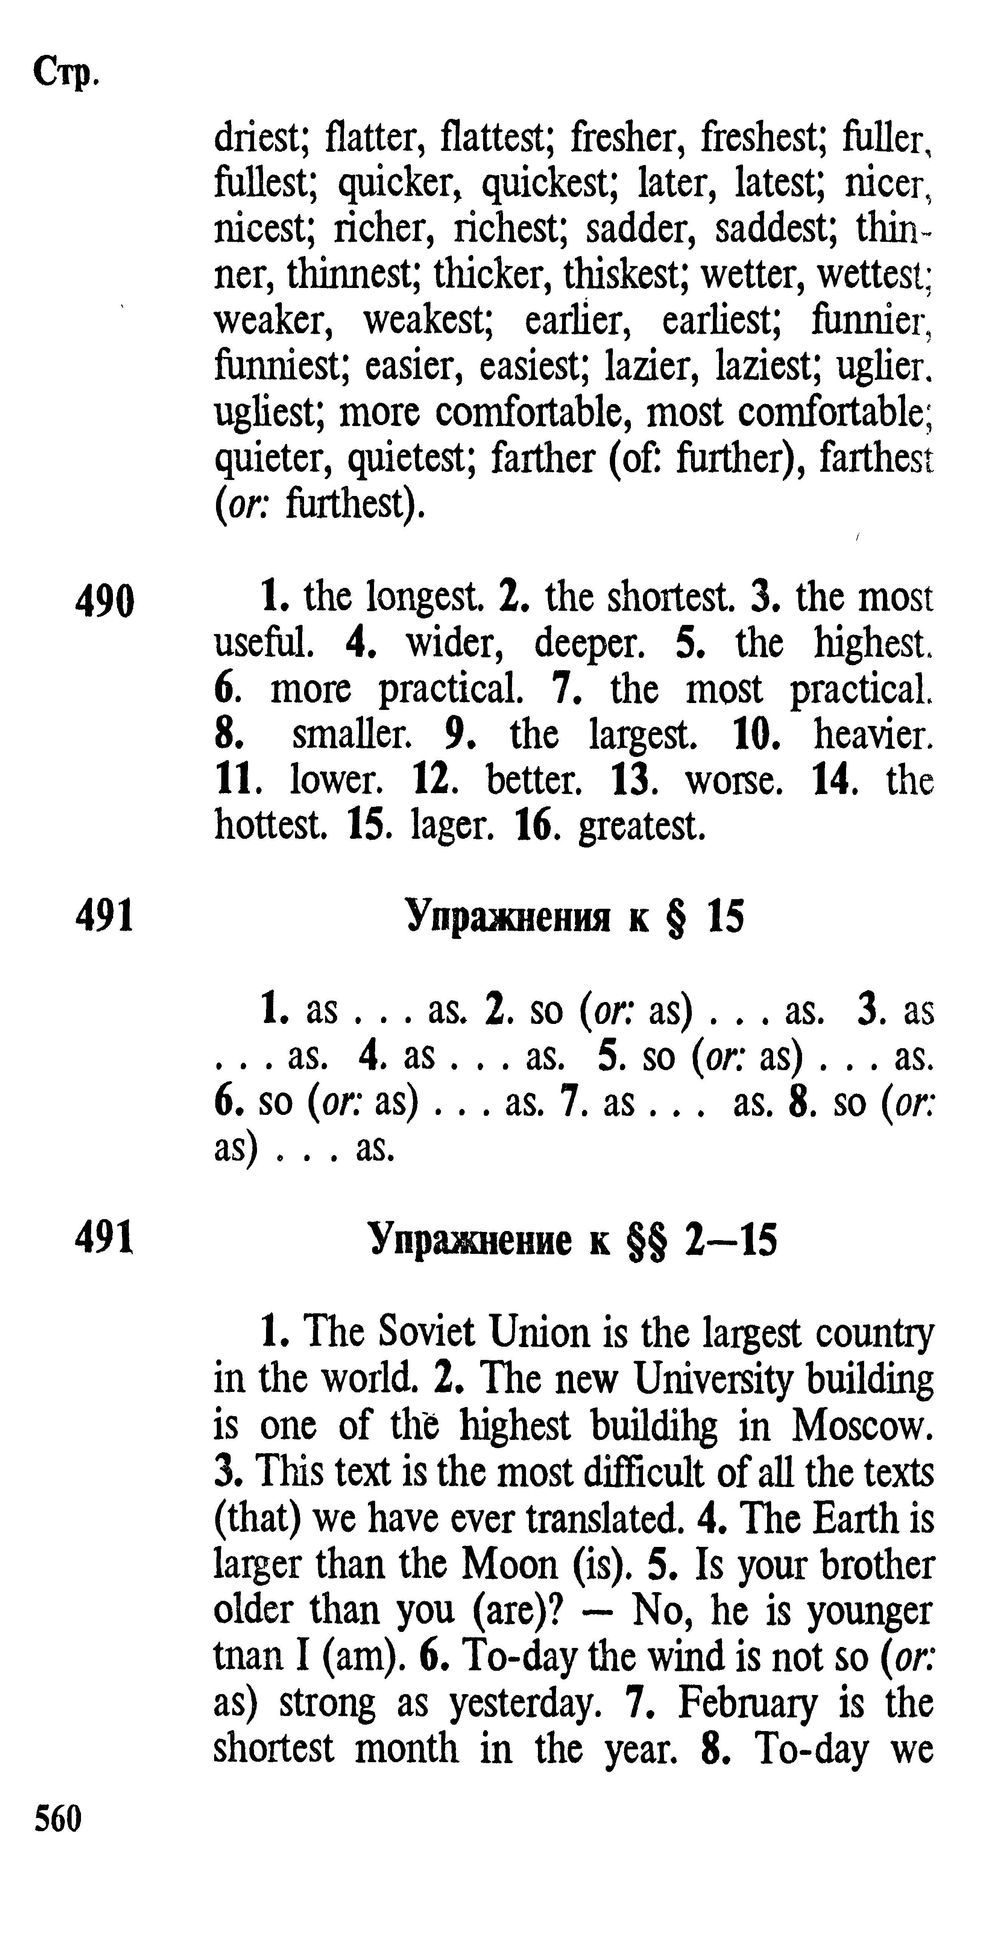 Стр.
driest; flatter, flattest; fresher, freshest; fuller,
fullest; quicker, quickest; later, latest; nicer,
nicest; richer, richest; sadder, saddest; thin-
ner, thinnest; thicker, thiskest; wetter, wettest;
weaker, weakest; earlier, earliest; funnier,
funniest; easier, easiest; lazier, laziest; uglier.
ugliest; more comfortable, most comfortable;
quieter, quietest; farther (of: further), farthest
(or: furthest).
490 1. the longest. 2. the shortest. 3. the most
useful. 4. wider, deeper. 5. the highest.
6. more practical. 7. the most practical.
8. smaller. 9. the largest. 10. heavier.
11. lower. 12. better. 13. worse. 14. the
hottest. 15. lager. 16. greatest.
491 Упражнения к § 15
1. as . . . as. 2. so (or: as) . . . as. 3. as
. . . as. 4. as . . . as. 5. so (or: as) . . . as.
6. so (or: as) . . . as. 7. as . . . as. 8. so (or:
as) . . . as.
491 Упражнение к §§ 2—15
1. The Soviet Union is the largest country
in the world. 2. The new University building
is one of the highest buildihg in Moscow.
3. This text is the most difficult of all the texts
(that) we have ever translated. 4. The Earth is
larger than the Moon (is). 5. Is your brother
older than you (are)? — No, he is younger
tnan I (am). 6. To-day the wind is not so (or:
as) strong as yesterday. 7. February is the
shortest month in the year. 8. To-day we
560